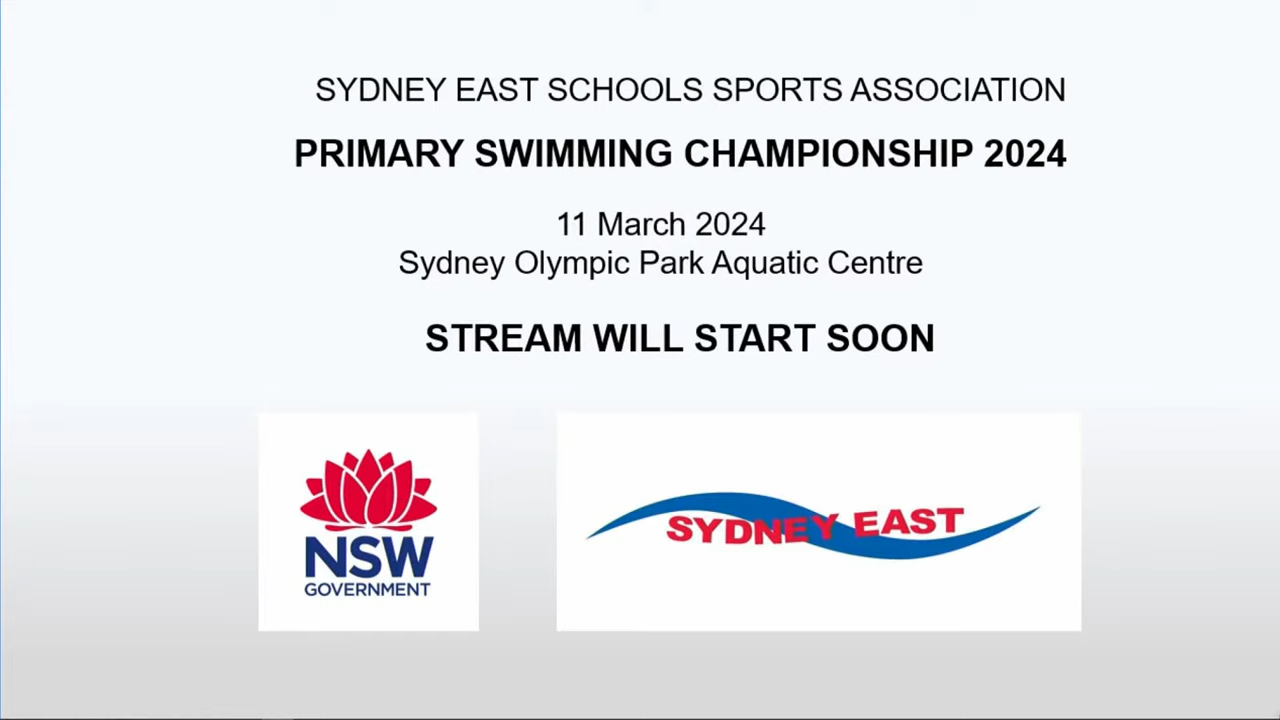 SYDNEY EAST SCHOOLS SPORTS ASSOCIATION
PRIMARY SWIMMING CHAMPIONSHIP 2024
11 March 2024
Sydney Olympic Park Aquatic Centre
STREAM WILL START SOON
NSW
GOVERNMENT
SYDNEY EAST